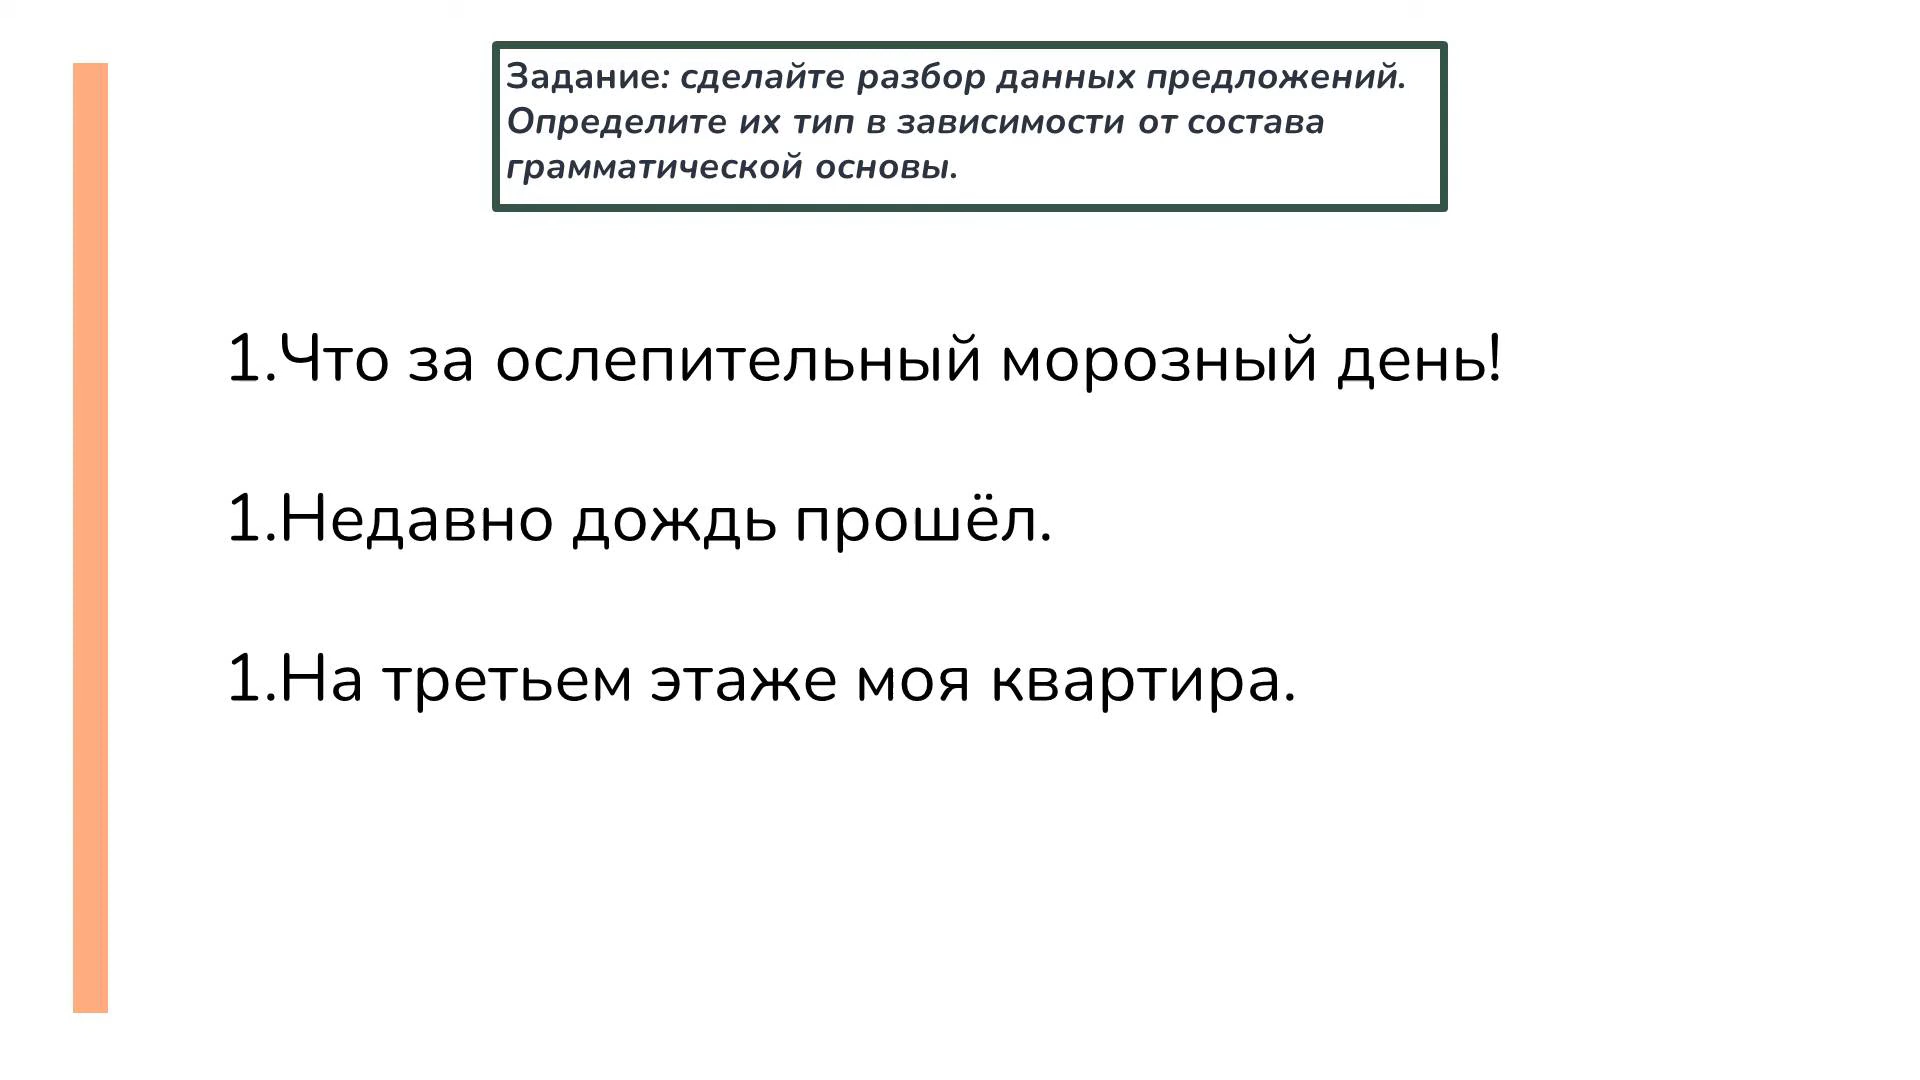 Задание: сделайте разбор данных предложений.
Определите их тип в зависимости от состава
грамматической основы.
1.Что за ослепительный морозный день!
1.Недавно дождь прошёл.
1.На третьем этаже моя квартира.